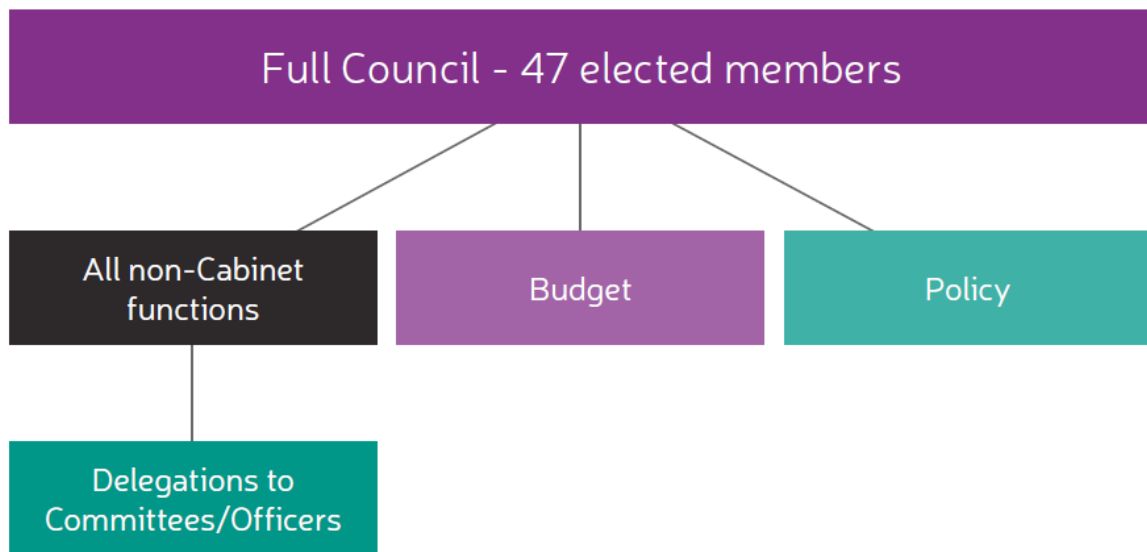 Full Council - 47 elected members
All non-Cabinet
functions
Budget
Policy
Delegations to
Committees/Officers